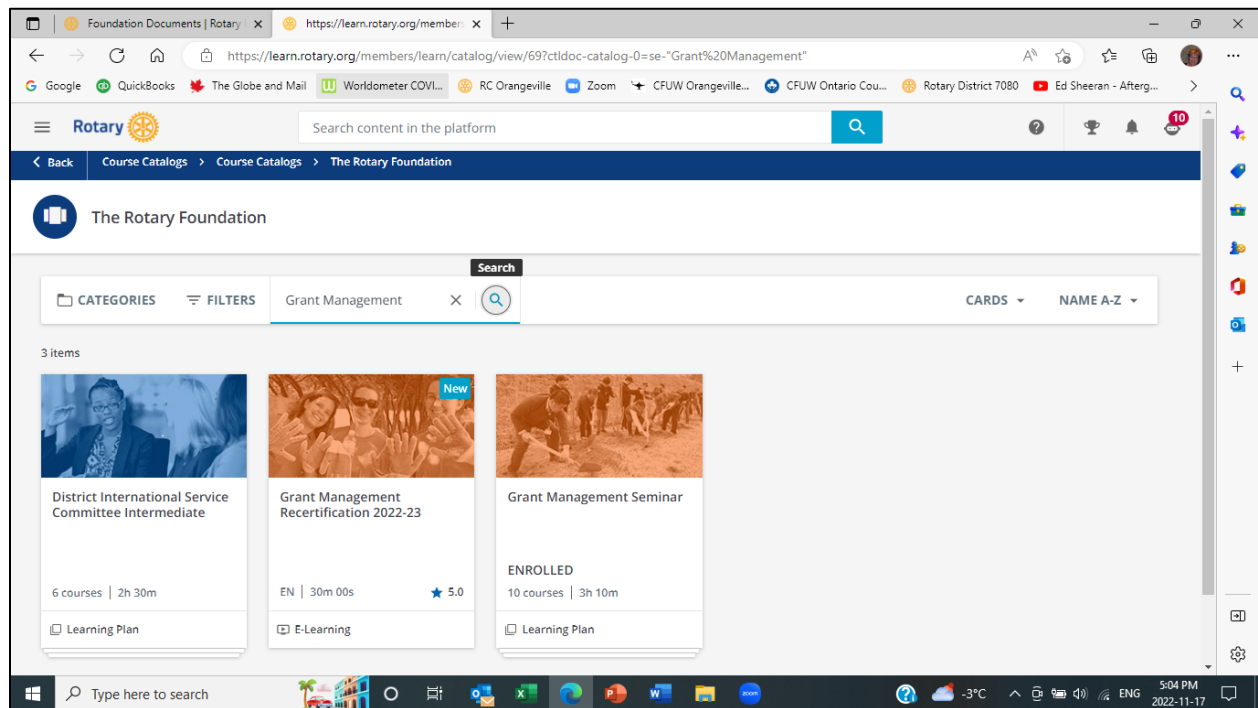 Foundation Documents | Rotary
https://learn.rotary.org/member
https://learn.rotary.org/members/learn/catalog/view/69?ctldoc-catalog-0=se-"Grant%20Management"
Google QuickBooks The Globe and Mail Worldometer COVI... RC Orangeville Zoom CFUW Orangeville... CFUW Ontario Cou... Rotary District 7080 Ed Sheeran - Afterg...
Rotary Search content in the platform 10
Back Course Catalogs > Course Catalogs > The Rotary Foundation
The Rotary Foundation
Search
CATEGORIES FILTERS Grant Management CARDS NAME A-Z
3 items
New
District International Service
Committee Intermediate
6 courses | 2h 30m
Learning Plan
Grant Management
Recertification 2022-23
EN | 30m 00s 5.0
E-Learning
Grant Management Seminar
ENROLLED
10 courses | 3h 10m
Learning Plan
Type here to search zoom -3°C ENG 5:04 PM
2022-11-17